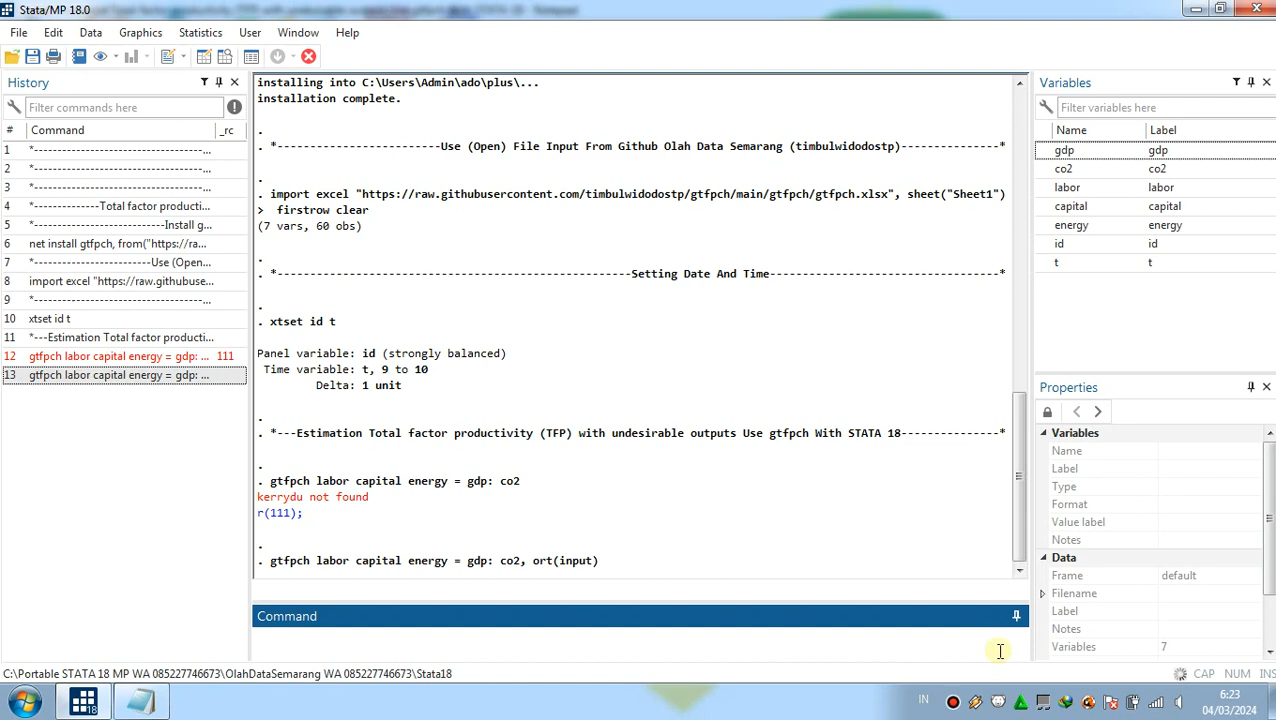 Stata/MP 18.0
File Edit Data Graphics Statistics User Window Help
History
Filter commands here
# Command _rc
1 *----------------------------------...
2 *----------------------------------...
3 *----------------------------------...
4 *--------------Total factor producti...
5 *---------------------------Install g...
6 net install gtfpch, from("https://ra...
7 *------------------------Use (Open...
8 import excel "https://raw.githubuse...
9 *----------------------------------...
10 xtset id t
11 *---Estimation Total factor producti...
12 gtfpch labor capital energy = gdp: ... 111
13 gtfpch labor capital energy = gdp: ...
installing into C:\Users\Admin\ado\plus\...
installation complete.
.
. *-------------------------Use (Open) File Input From Github Olah Data Semarang (timbulwidodostp)---------------*
.
. import excel "https://raw.githubusercontent.com/timbulwidodostp/gtfpch/main/gtfpch/gtfpch.xlsx", sheet("Sheet1")
>  firstrow clear
(7 vars, 60 obs)
.
. *------------------------------------------------------Setting Date And Time-----------------------------------*
.
. xtset id t
Panel variable: id (strongly balanced)
Time variable: t, 9 to 10
Delta: 1 unit
.
. *---Estimation Total factor productivity (TFP) with undesirable outputs Use gtfpch With STATA 18---------------*
.
. gtfpch labor capital energy = gdp: co2
kerrydu not found
r(111);
.
. gtfpch labor capital energy = gdp: co2, ort(input)
Command
Variables
Filter variables here
Name Label
gdp gdp
co2 co2
labor labor
capital capital
energy energy
id id
t t
Properties
Variables
Name
Label
Type
Format
Value label
Notes
Data
Frame default
Filename
Label
Notes
Variables 7
C:\Portable STATA 18 MP WA 085227746673\OlahDataSemarang WA 085227746673\Stata18
CAP NUM INS
18
IN
6:23
04/03/2024